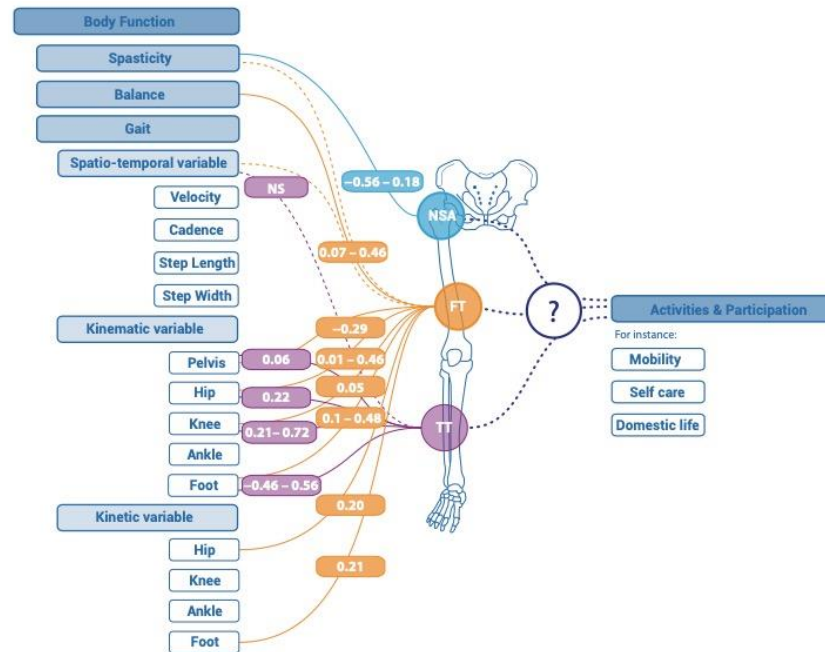 Body Function
Spasticity
Balance
Gait
Spatio-temporal variable
Velocity
Cadence
Step Length
Step Width
Kinematic variable
Pelvis
Hip
Knee
Ankle
Foot
Kinetic variable
Hip
Knee
Ankle
Foot
NS
0.06
0.22
0.21– 0.72
−0.46 – 0.56
−0.56 – 0.18
0.07 – 0.46
−0.29
0.01 – 0.46
0.05
0.1 – 0.48
0.20
0.21
NSA
FT
TT
?
Activities & Participation
For instance:
Mobility
Self care
Domestic life